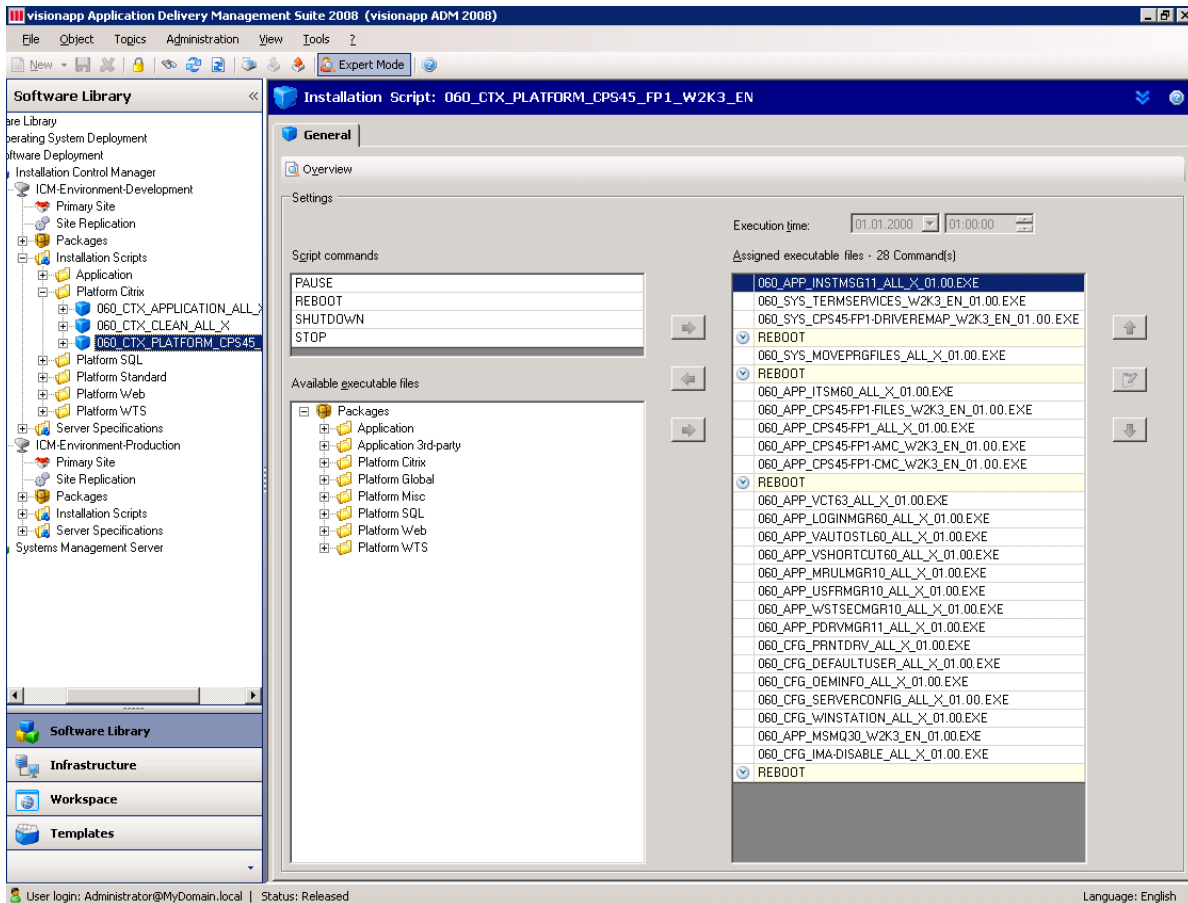 visionapp Application Delivery Management Suite 2008 (visionapp ADM 2008)
File Object Topics Administration View Tools ?
New Expert Mode
Software Library «
Installation Script: 060_CTX_PLATFORM_CPS45_FP1_W2K3_EN
are Library
perating System Deployment
oftware Deployment
Installation Control Manager
ICM-Environment-Development
Primary Site
Site Replication
Packages
Installation Scripts
Application
Platform Citrix
060_CTX_APPLICATION_ALL_X
060_CTX_CLEAN_ALL_X
060_CTX_PLATFORM_CPS45_
Platform SQL
Platform Standard
Platform Web
Platform WTS
Server Specifications
ICM-Environment-Production
Primary Site
Site Replication
Packages
Installation Scripts
Server Specifications
Systems Management Server
Software Library
Infrastructure
Workspace
Templates
General
Overview
Settings
Execution time: 01.01.2000 01:00:00
Script commands
PAUSE
REBOOT
SHUTDOWN
STOP
Available executable files
Packages
Application
Application 3rd-party
Platform Citrix
Platform Global
Platform Misc
Platform SQL
Platform Web
Platform WTS
Assigned executable files - 28 Command(s)
060_APP_INSTMSG11_ALL_X_01.00.EXE
060_SYS_TERMSERVICES_W2K3_EN_01.00.EXE
060_SYS_CPS45-FP1-DRIVEREMAP_W2K3_EN_01.00.EXE
REBOOT
060_SYS_MOVEPRGFILES_ALL_X_01.00.EXE
REBOOT
060_APP_ITSM60_ALL_X_01.00.EXE
060_APP_CPS45-FP1-FILES_W2K3_EN_01.00.EXE
060_APP_CPS45-FP1_ALL_X_01.00.EXE
060_APP_CPS45-FP1-AMC_W2K3_EN_01.00.EXE
060_APP_CPS45-FP1-CMC_W2K3_EN_01.00.EXE
REBOOT
060_APP_VCT63_ALL_X_01.00.EXE
060_APP_LOGINMGR60_ALL_X_01.00.EXE
060_APP_VAUTOSTL60_ALL_X_01.00.EXE
060_APP_VSHORTCUT60_ALL_X_01.00.EXE
060_APP_MRULMGR10_ALL_X_01.00.EXE
060_APP_USFRMGR10_ALL_X_01.00.EXE
060_APP_WSTSECMGR10_ALL_X_01.00.EXE
060_APP_PDRVMGR11_ALL_X_01.00.EXE
060_CFG_PRNTDRV_ALL_X_01.00.EXE
060_CFG_DEFAULTUSER_ALL_X_01.00.EXE
060_CFG_OEMINFO_ALL_X_01.00.EXE
060_CFG_SERVERCONFIG_ALL_X_01.00.EXE
060_CFG_WINSTATION_ALL_X_01.00.EXE
060_APP_MSMQ30_W2K3_EN_01.00.EXE
060_CFG_IMA-DISABLE_ALL_X_01.00.EXE
REBOOT
User login: Administrator@MyDomain.local | Status: Released
Language: English